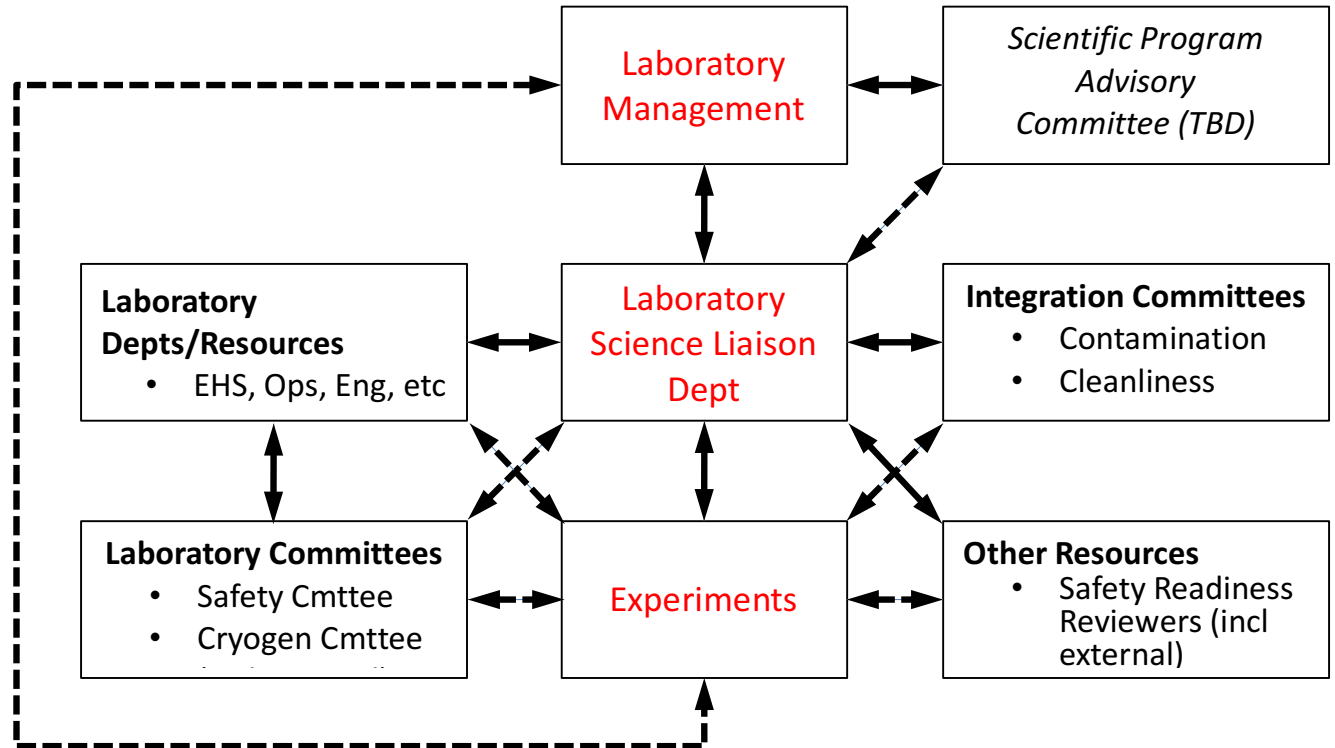 Laboratory
Management
Scientific Program
Advisory
Committee (TBD)
Laboratory
Depts/Resources
• EHS, Ops, Eng, etc
Laboratory
Science Liaison
Dept
Integration Committees
• Contamination
• Cleanliness
Laboratory Committees
• Safety Cmttee
• Cryogen Cmttee
Experiments
Other Resources
• Safety Readiness
Reviewers (incl
external)